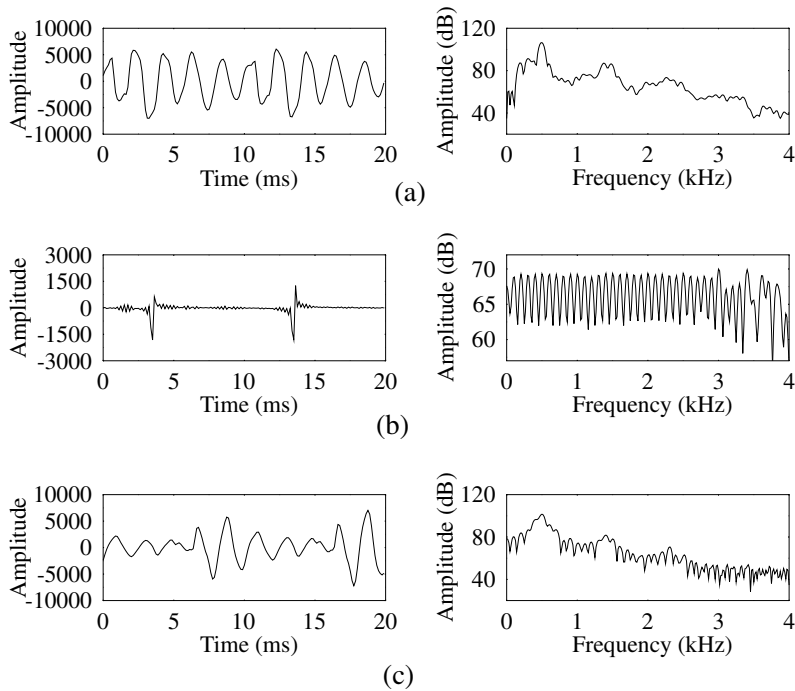 10000
5000
0
-5000
-10000
Amplitude
0 5 10 15 20
Time (ms)
120
80
40
Amplitude (dB)
0 1 2 3 4
Frequency (kHz)
(a)
3000
1500
0
-1500
-3000
Amplitude
0 5 10 15 20
Time (ms)
70
65
60
Amplitude (dB)
0 1 2 3 4
Frequency (kHz)
(b)
10000
5000
0
-5000
-10000
Amplitude
0 5 10 15 20
Time (ms)
120
80
40
Amplitude (dB)
0 1 2 3 4
Frequency (kHz)
(c)